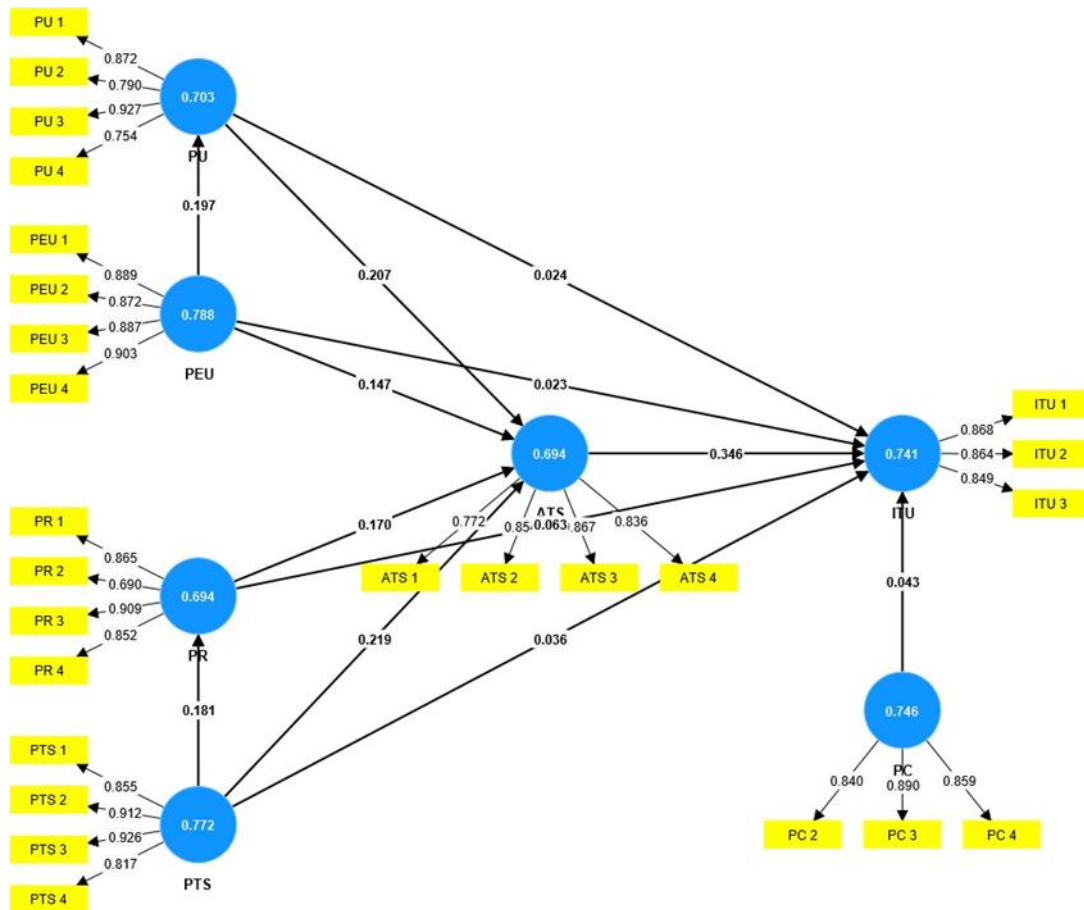 PU 1
0.872
PU 2
0.790
PU 3
0.927
PU 4
0.754
0.703
PU
0.197
PEU 1
0.889
PEU 2
0.872
PEU 3
0.887
PEU 4
0.903
0.788
PEU
0.207
0.024
0.147
0.023
0.694
ATS
0.346
0.741
ITU
0.868
ITU 1
0.864
ITU 2
0.849
ITU 3
0.772
0.063
0.867
0.836
ATS 1
ATS 2
ATS 3
ATS 4
PR 1
0.865
PR 2
0.690
PR 3
0.909
PR 4
0.852
0.694
PR
0.170
0.219
0.036
0.043
0.181
PTS 1
0.855
PTS 2
0.912
PTS 3
0.926
PTS 4
0.817
0.772
PTS
0.746
PC
0.840
0.890
0.859
PC 2
PC 3
PC 4